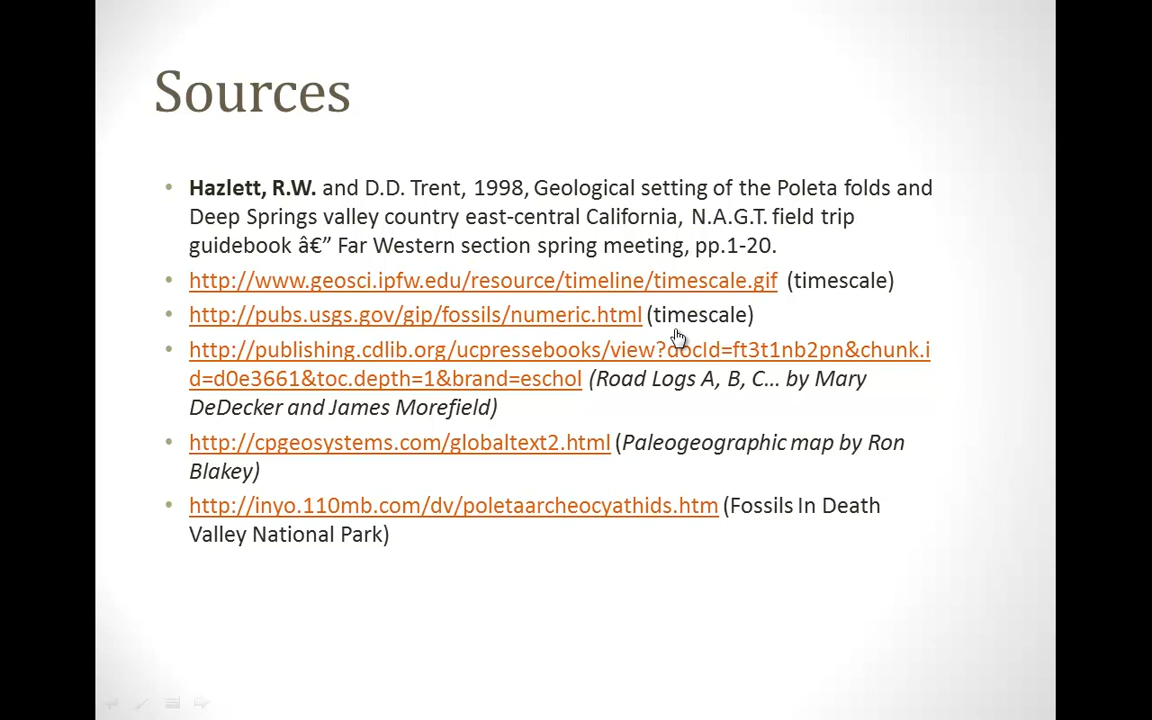 Sources
• Hazlett, R.W. and D.D. Trent, 1998, Geological setting of the Poleta folds and
Deep Springs valley country east-central California, N.A.G.T. field trip
guidebook â€” Far Western section spring meeting, pp.1-20.
• http://www.geosci.ipfw.edu/resource/timeline/timescale.gif (timescale)
• http://pubs.usgs.gov/gip/fossils/numeric.html (timescale)
• http://publishing.cdlib.org/ucpressebooks/view?docId=ft3t1nb2pn&chunk.i
d=d0e3661&toc.depth=1&brand=eschol (Road Logs A, B, C… by Mary
DeDecker and James Morefield)
• http://cpgeosystems.com/globaltext2.html (Paleogeographic map by Ron
Blakey)
• http://inyo.110mb.com/dv/poletaarcheocyathids.htm (Fossils In Death
Valley National Park)